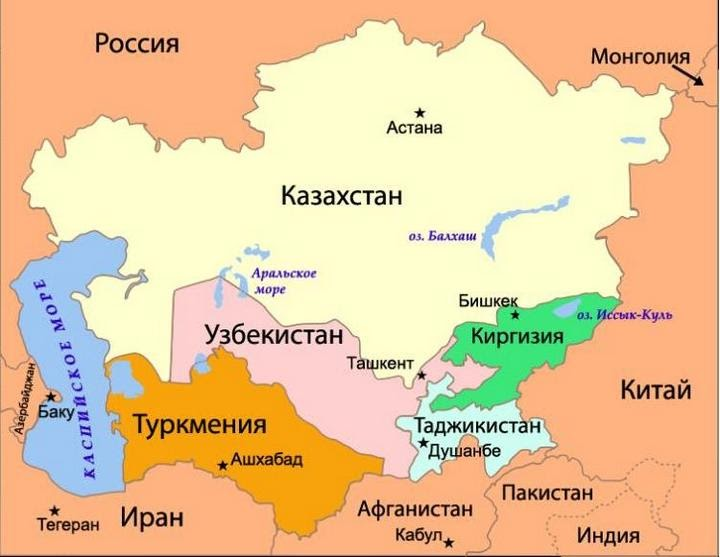 Россия
Монголия
Астана
Казахстан
оз. Балхаш
Аральское
море
КАСПИЙСКОЕ МОРЕ
Бишкек
оз. Иссык-Куль
Узбекистан
Киргизия
Ташкент
Азербайджан
Баку
Китай
Туркмения
Таджикистан
Душанбе
Ашхабад
Пакистан
Афганистан
Тегеран
Иран
Кабул
Индия